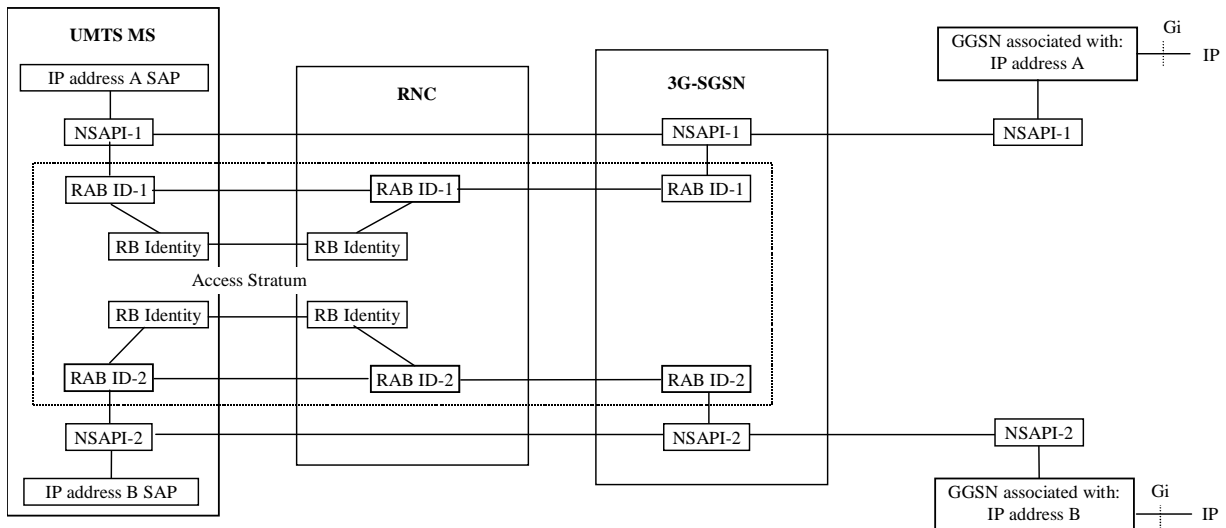 UMTS MS
IP address A SAP
NSAPI-1
RAB ID-1
RB Identity
RNC
RAB ID-1
RB Identity
3G-SGSN
NSAPI-1
RAB ID-1
GGSN associated with:
IP address A
Gi
IP
NSAPI-1
Access Stratum
RB Identity
RAB ID-2
NSAPI-2
IP address B SAP
RB Identity
RAB ID-2
RAB ID-2
NSAPI-2
NSAPI-2
GGSN associated with:
IP address B
Gi
IP